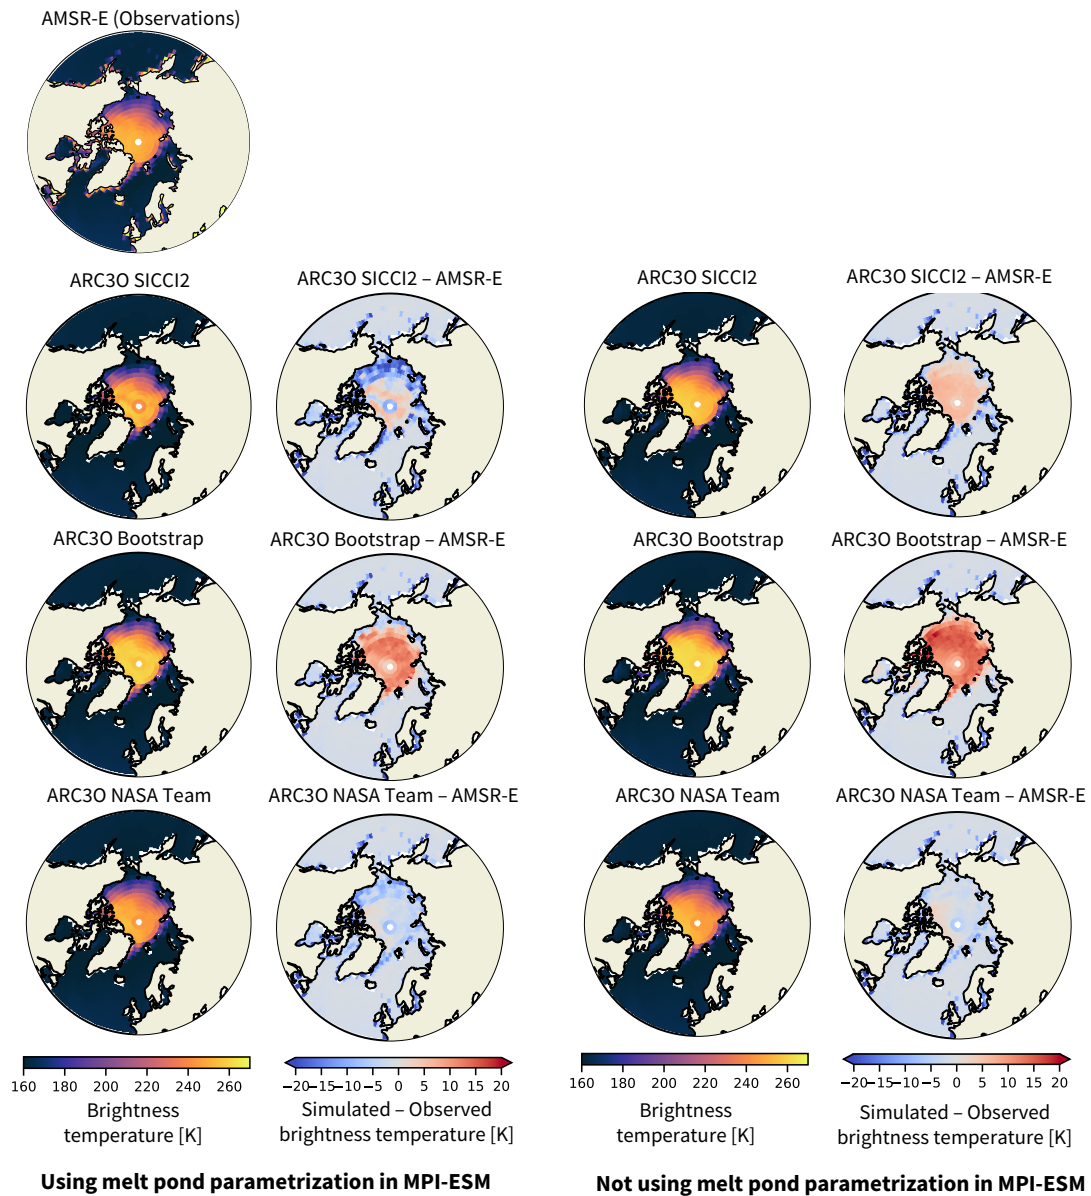 AMSR-E (Observations)
ARC3O SICCI2
ARC3O SICCI2 – AMSR-E
ARC3O SICCI2
ARC3O SICCI2 – AMSR-E
ARC3O Bootstrap
ARC3O Bootstrap – AMSR-E
ARC3O Bootstrap
ARC3O Bootstrap – AMSR-E
ARC3O NASA Team
ARC3O NASA Team – AMSR-E
ARC3O NASA Team
ARC3O NASA Team – AMSR-E
160 180 200 220 240 260
−20 −15 −10 −5 0 5 10 15 20
160 180 200 220 240 260
−20 −15 −10 −5 0 5 10 15 20
Brightness
temperature [K]
Simulated – Observed
brightness temperature [K]
Brightness
temperature [K]
Simulated – Observed
brightness temperature [K]
Using melt pond parametrization in MPI-ESM
Not using melt pond parametrization in MPI-ESM